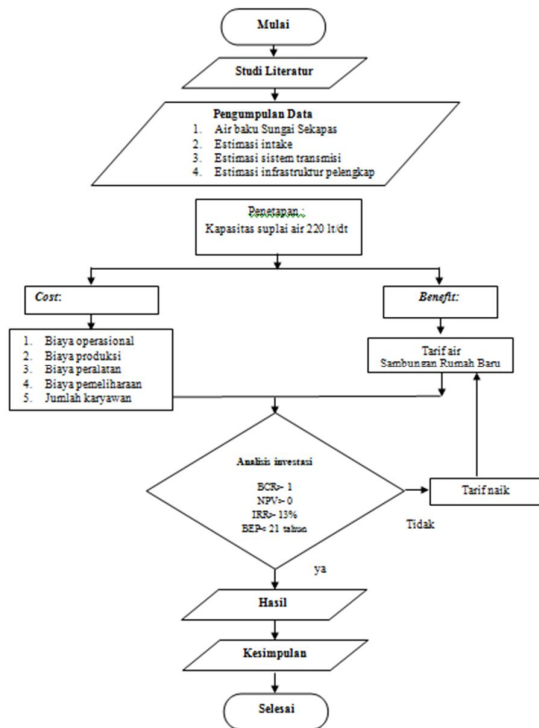 Mulai
Studi Literatur
Pengumpulan Data
1. Air baku Sungai Sekapas
2. Estimasi intake
3. Estimasi sistem transmisi
4. Estimasi infrastruktur pelengkap
Penetapan :
Kapasitas suplai air 220 lt/dt
Cost:
Benefit:
1. Biaya operasional
2. Biaya produksi
3. Biaya peralatan
4. Biaya pemeliharaan
5. Jumlah karyawan
Tarif air
Sambungan Rumah Baru
Analisis investasi
BCR> 1
NPV> 0
IRR> 13%
BEP< 21 tahun
Tarif naik
Tidak
ya
Hasil
Kesimpulan
Selesai